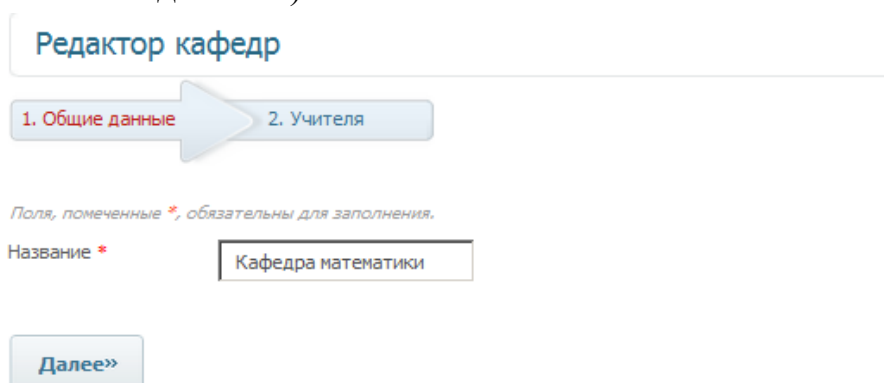 Редактор кафедр
1. Общие данные 2. Учителя
Поля, помеченные *, обязательны для заполнения.
Название * Кафедра математики
Далее»